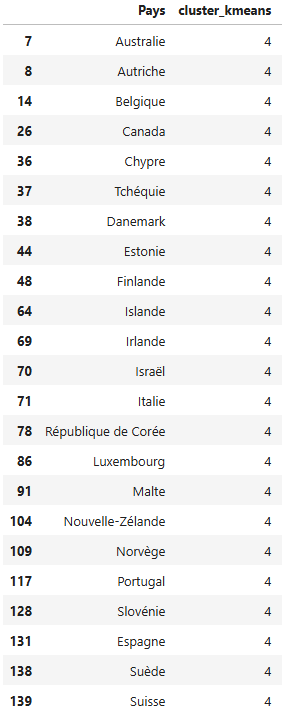 Pays cluster_kmeans
7 Australie 4
8 Autriche 4
14 Belgique 4
26 Canada 4
36 Chypre 4
37 Tchéquie 4
38 Danemark 4
44 Estonie 4
48 Finlande 4
64 Islande 4
69 Irlande 4
70 Israël 4
71 Italie 4
78 République de Corée 4
86 Luxembourg 4
91 Malte 4
104 Nouvelle-Zélande 4
109 Norvège 4
117 Portugal 4
128 Slovénie 4
131 Espagne 4
138 Suède 4
139 Suisse 4